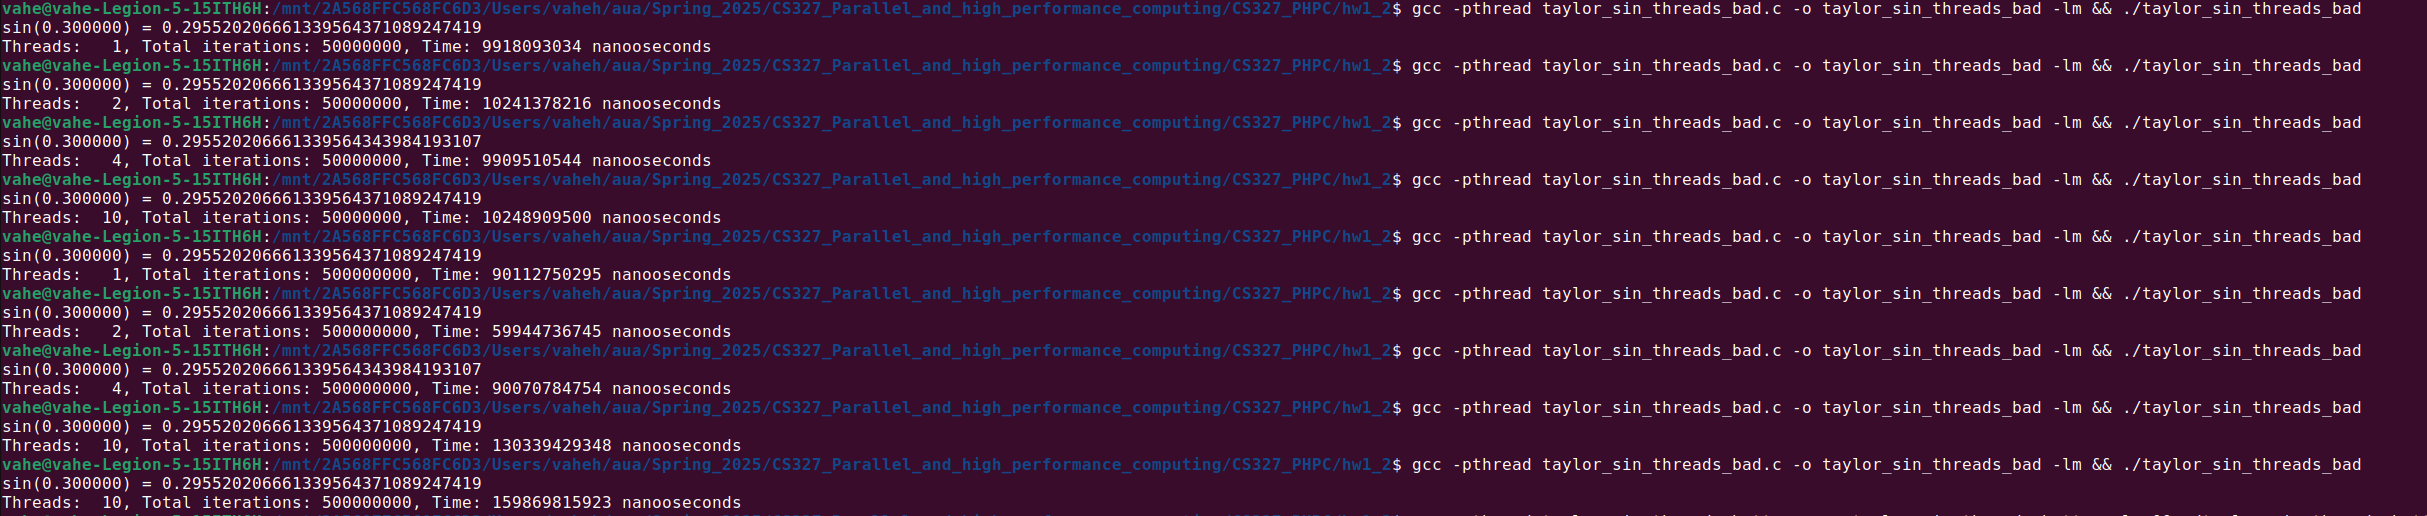 vahe@vahe-Legion-5-15ITH6H:/mnt/2A568FFC568FC6D3/Users/vaheh/aua/Spring_2025/CS327_Parallel_and_high_performance_computing/CS327_PHPC/hw1_2$ gcc -pthread taylor_sin_threads_bad.c -o taylor_sin_threads_bad -lm && ./taylor_sin_threads_bad
sin(0.300000) = 0.2955202066613395643710892474​19
Threads:   1, Total iterations: 50000000, Time: 9918093034 nanooseconds
vahe@vahe-Legion-5-15ITH6H:/mnt/2A568FFC568FC6D3/Users/vaheh/aua/Spring_2025/CS327_Parallel_and_high_performance_computing/CS327_PHPC/hw1_2$ gcc -pthread taylor_sin_threads_bad.c -o taylor_sin_threads_bad -lm && ./taylor_sin_threads_bad
sin(0.300000) = 0.295520206661339564371089247419
Threads:   2, Total iterations: 50000000, Time: 10241378216 nanooseconds
vahe@vahe-Legion-5-15ITH6H:/mnt/2A568FFC568FC6D3/Users/vaheh/aua/Spring_2025/CS327_Parallel_and_high_performance_computing/CS327_PHPC/hw1_2$ gcc -pthread taylor_sin_threads_bad.c -o taylor_sin_threads_bad -lm && ./taylor_sin_threads_bad
sin(0.300000) = 0.295520206661339564343984193107
Threads:   4, Total iterations: 50000000, Time: 9909510544 nanooseconds
vahe@vahe-Legion-5-15ITH6H:/mnt/2A568FFC568FC6D3/Users/vaheh/aua/Spring_2025/CS327_Parallel_and_high_performance_computing/CS327_PHPC/hw1_2$ gcc -pthread taylor_sin_threads_bad.c -o taylor_sin_threads_bad -lm && ./taylor_sin_threads_bad
sin(0.300000) = 0.295520206661339564371089247419
Threads:  10, Total iterations: 50000000, Time: 10248909500 nanooseconds
vahe@vahe-Legion-5-15ITH6H:/mnt/2A568FFC568FC6D3/Users/vaheh/aua/Spring_2025/CS327_Parallel_and_high_performance_computing/CS327_PHPC/hw1_2$ gcc -pthread taylor_sin_threads_bad.c -o taylor_sin_threads_bad -lm && ./taylor_sin_threads_bad
sin(0.300000) = 0.295520206661339564371089247419
Threads:   1, Total iterations: 500000000, Time: 90112750295 nanooseconds
vahe@vahe-Legion-5-15ITH6H:/mnt/2A568FFC568FC6D3/Users/vaheh/aua/Spring_2025/CS327_Parallel_and_high_performance_computing/CS327_PHPC/hw1_2$ gcc -pthread taylor_sin_threads_bad.c -o taylor_sin_threads_bad -lm && ./taylor_sin_threads_bad
sin(0.300000) = 0.295520206661339564371089247419
Threads:   2, Total iterations: 500000000, Time: 59944736745 nanooseconds
vahe@vahe-Legion-5-15ITH6H:/mnt/2A568FFC568FC6D3/Users/vaheh/aua/Spring_2025/CS327_Parallel_and_high_performance_computing/CS327_PHPC/hw1_2$ gcc -pthread taylor_sin_threads_bad.c -o taylor_sin_threads_bad -lm && ./taylor_sin_threads_bad
sin(0.300000) = 0.295520206661339564343984193107
Threads:   4, Total iterations: 500000000, Time: 90070784754 nanooseconds
vahe@vahe-Legion-5-15ITH6H:/mnt/2A568FFC568FC6D3/Users/vaheh/aua/Spring_2025/CS327_Parallel_and_high_performance_computing/CS327_PHPC/hw1_2$ gcc -pthread taylor_sin_threads_bad.c -o taylor_sin_threads_bad -lm && ./taylor_sin_threads_bad
sin(0.300000) = 0.295520206661339564371089247419
Threads:  10, Total iterations: 500000000, Time: 130339429348 nanooseconds
vahe@vahe-Legion-5-15ITH6H:/mnt/2A568FFC568FC6D3/Users/vaheh/aua/Spring_2025/CS327_Parallel_and_high_performance_computing/CS327_PHPC/hw1_2$ gcc -pthread taylor_sin_threads_bad.c -o taylor_sin_threads_bad -lm && ./taylor_sin_threads_bad
sin(0.300000) = 0.295520206661339564371089247419
Threads:  10, Total iterations: 500000000, Time: 159869815923 nanooseconds